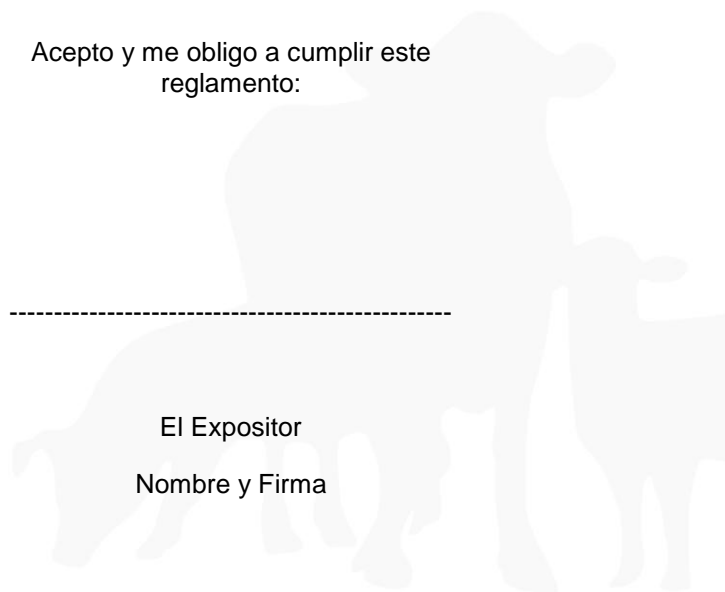 Acepto y me obligo a cumplir este
reglamento:
-------------------------------------------------
El Expositor
Nombre y Firma